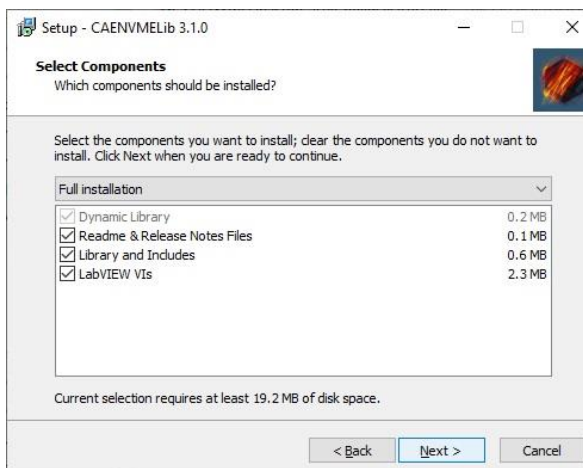 Setup - CAENVMELib 3.1.0
Select Components
Which components should be installed?
Select the components you want to install; clear the components you do not want to
install. Click Next when you are ready to continue.
Full installation
Dynamic Library 0.2 MB
Readme & Release Notes Files 0.1 MB
Library and Includes 0.6 MB
LabVIEW VIs 2.3 MB
Current selection requires at least 19.2 MB of disk space.
< Back Next > Cancel